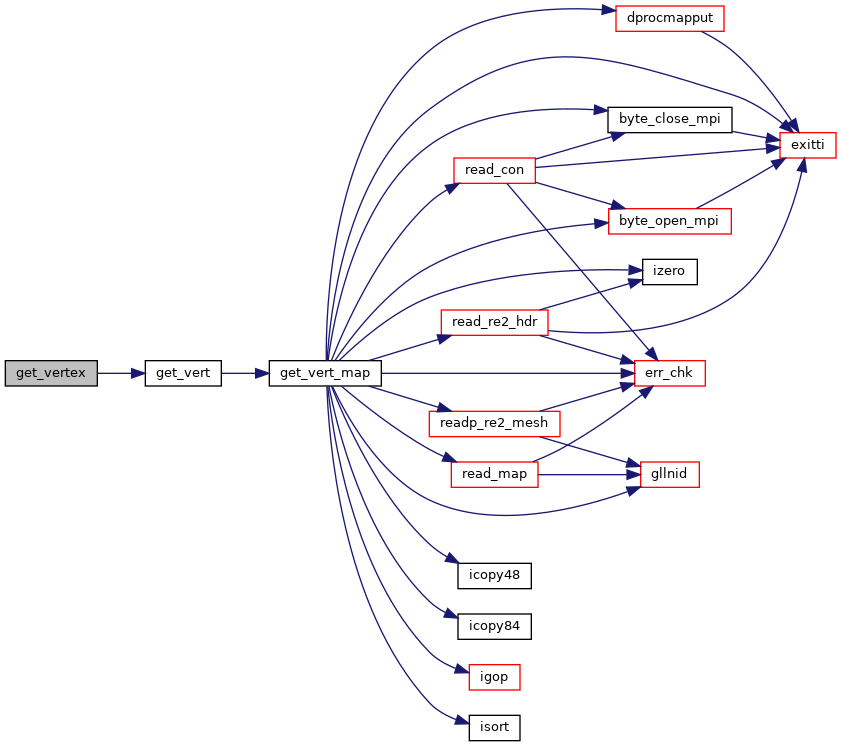 dprocmapput
byte_close_mpi
exitti
read_con
byte_open_mpi
izero
read_re2_hdr
get_vertex
get_vert
get_vert_map
err_chk
readp_re2_mesh
read_map
gllnid
icopy48
icopy84
igop
isort